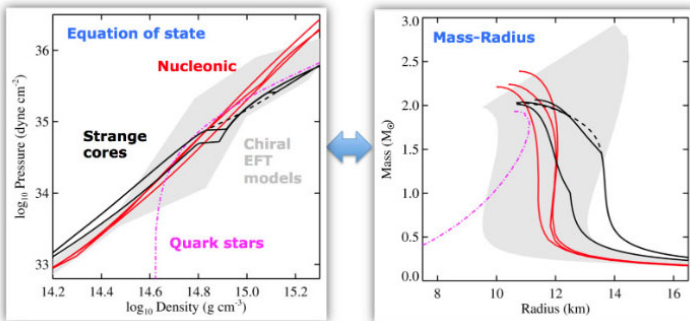 Equation of state
Nucleonic
Strange
cores
Chiral
EFT
models
Quark stars
log₁₀ Pressure (dyne cm⁻²)
36
35
34
33
14.2 14.4 14.6 14.8 15.0 15.2
log₁₀ Density (g cm⁻³)
Mass-Radius
Mass (M☉)
3.0
2.5
2.0
1.5
1.0
0.5
0.0
8 10 12 14 16
Radius (km)